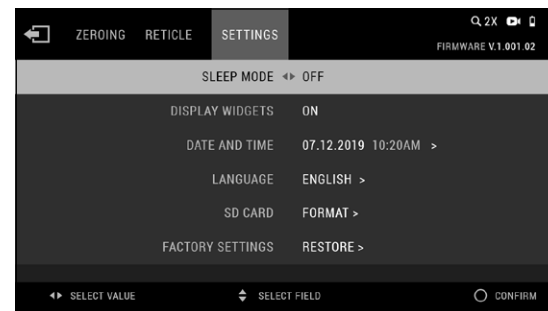 ZEROING RETICLE SETTINGS 2X
FIRMWARE V.1.001.02
SLEEP MODE OFF
DISPLAY WIDGETS ON
DATE AND TIME 07.12.2019 10:20AM >
LANGUAGE ENGLISH >
SD CARD FORMAT >
FACTORY SETTINGS RESTORE >
SELECT VALUE SELECT FIELD CONFIRM